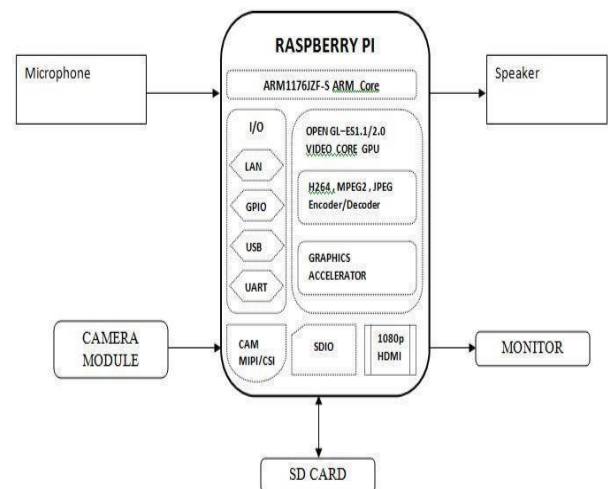 RASPBERRY PI
Microphone
ARM1176JZF-S ARM Core
Speaker
I/O
LAN
GPIO
USB
UART
OPEN GL–ES1.1/2.0
VIDEO CORE GPU
H264, MPEG2, JPEG
Encoder/Decoder
GRAPHICS
ACCELERATOR
CAMERA
MODULE
CAM
MIPI/CSI
SDIO
1080p
HDMI
MONITOR
SD CARD